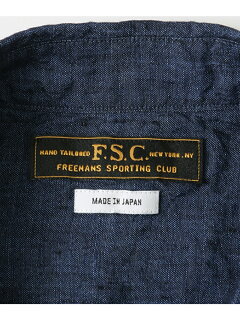 HAND TAILORED F.S.C. NEW YORK, NY
FREEMANS SPORTING CLUB
MADE IN JAPAN